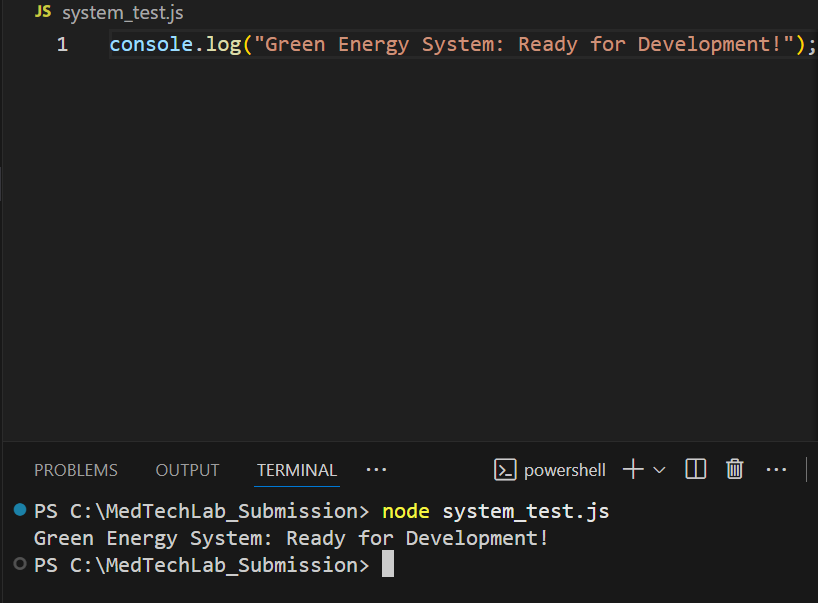 JS system_test.js
1 console.log("Green Energy System: Ready for Development!");
PROBLEMS OUTPUT TERMINAL ··· powershell ···
PS C:\MedTechLab_Submission> node system_test.js
Green Energy System: Ready for Development!
PS C:\MedTechLab_Submission>